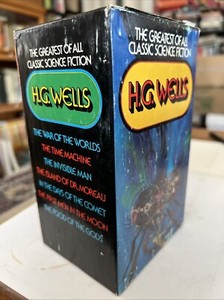 THE GREATEST OF ALL
CLASSIC SCIENCE FICTION
H.G. WELLS
THE WAR OF THE WORLDS
THE TIME MACHINE
THE INVISIBLE MAN
THE ISLAND OF DR. MOREAU
IN THE DAYS OF THE COMET
THE FIRST MEN IN THE MOON
THE FOOD OF THE GODS
THE GREATEST OF ALL
CLASSIC SCIENCE FICTION
H.G. WELLS